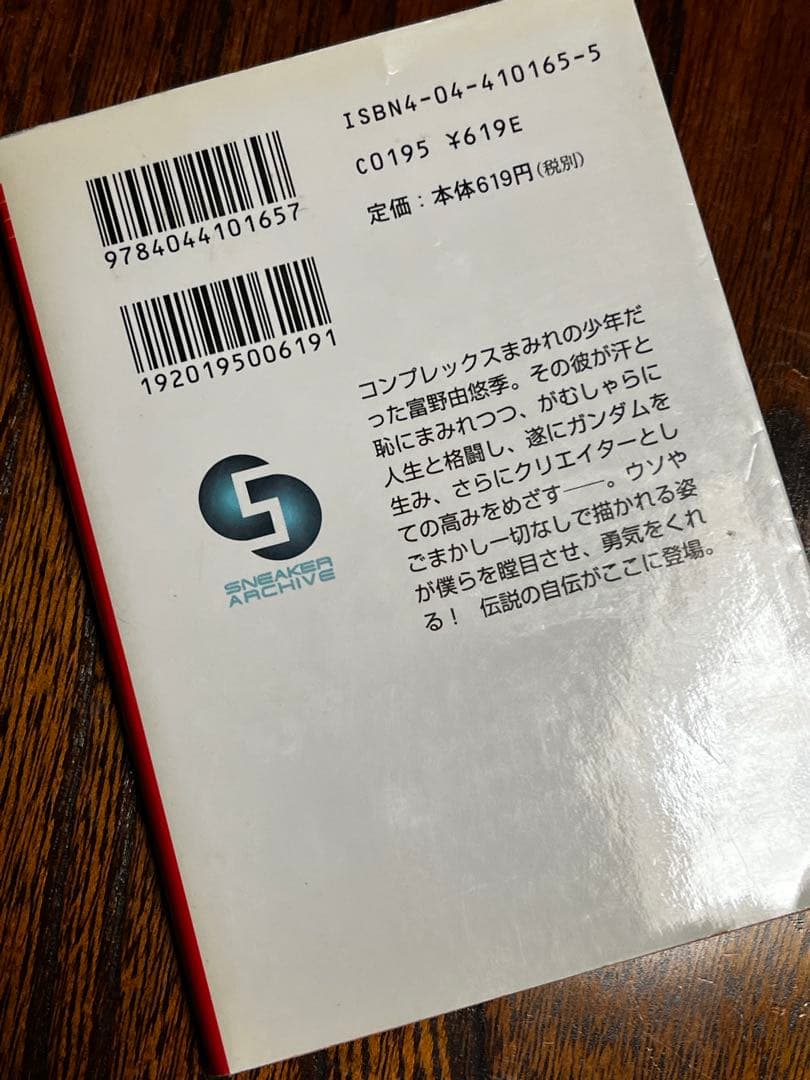 ISBN4-04-410165-5
C0195 ¥619E
定価：本体619円（税別）
9784044101657
1920195006191
コンプレックスまみれの少年だ
った富野由悠季。その彼が汗と
恥にまみれつつ、がむしゃらに
人生と格闘し、遂にガンダムを
生み、さらにクリエイターとし
ての高みをめざす──。ウソや
ごまかし一切なしで描かれる姿
が僕らを瞠目させ、勇気をくれ
る！　伝説の自伝がここに登場。
SNEAKER
ARCHIVE